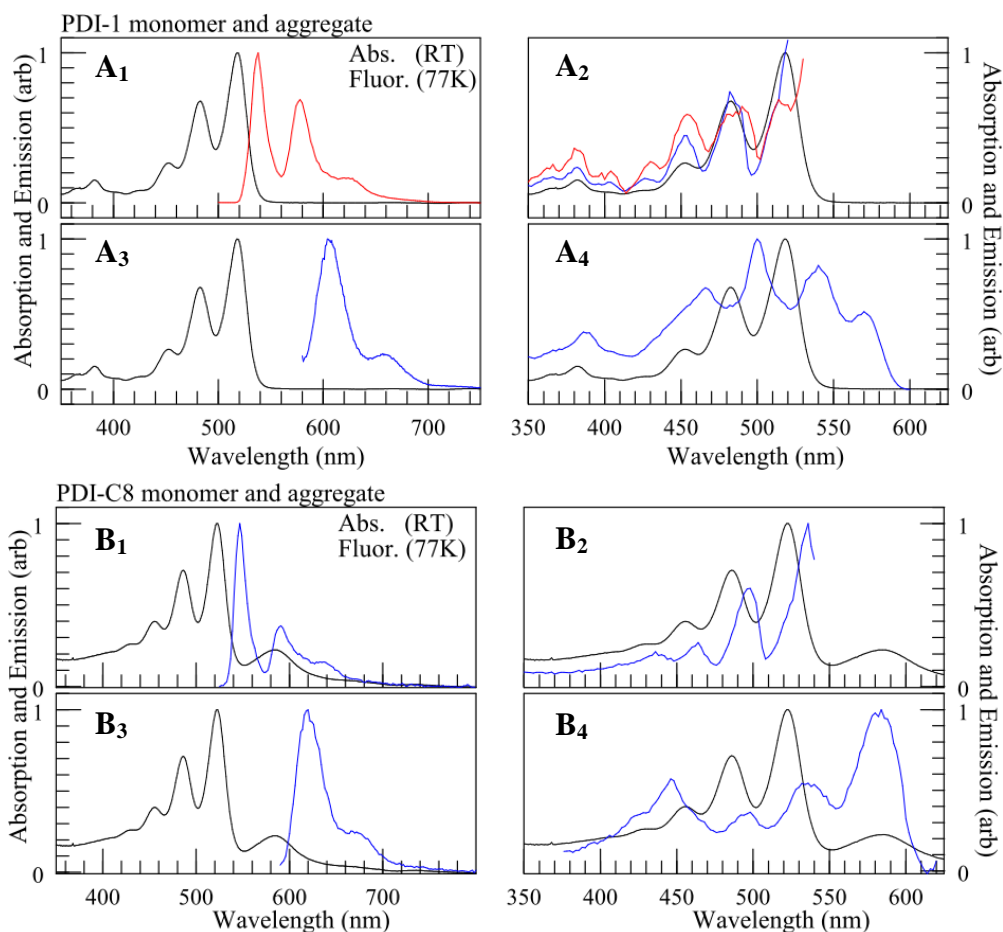 PDI-1 monomer and aggregate
A1
Abs. (RT)
Fluor. (77K)
1
0
A2
1
0
A3
1
0
400 500 600 700
Wavelength (nm)
A4
1
0
350 400 450 500 550 600
Wavelength (nm)
Absorption and Emission (arb)
Absorption and Emission (arb)
PDI-C8 monomer and aggregate
B1
Abs. (RT)
Fluor. (77K)
1
0
B2
1
0
B3
1
0
400 500 600 700
Wavelength (nm)
B4
1
0
350 400 450 500 550 600
Wavelength (nm)
Absorption and Emission (arb)
Absorption and Emission (arb)